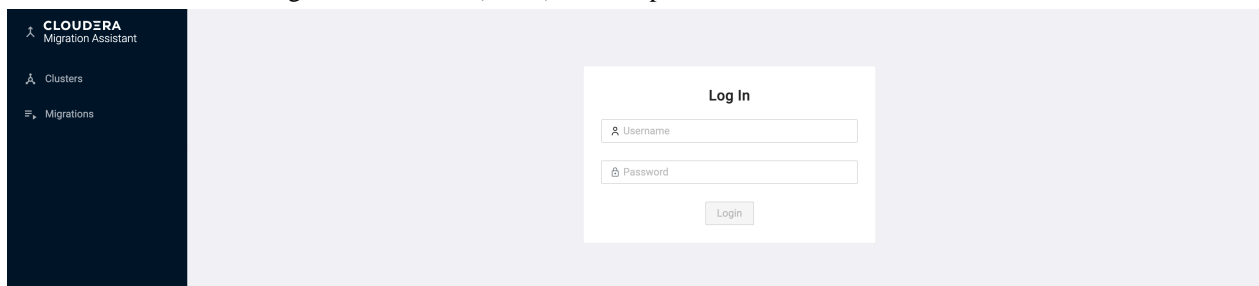 CLOUDERA
Migration Assistant
Clusters
Migrations
Log In
Username
Password
Login